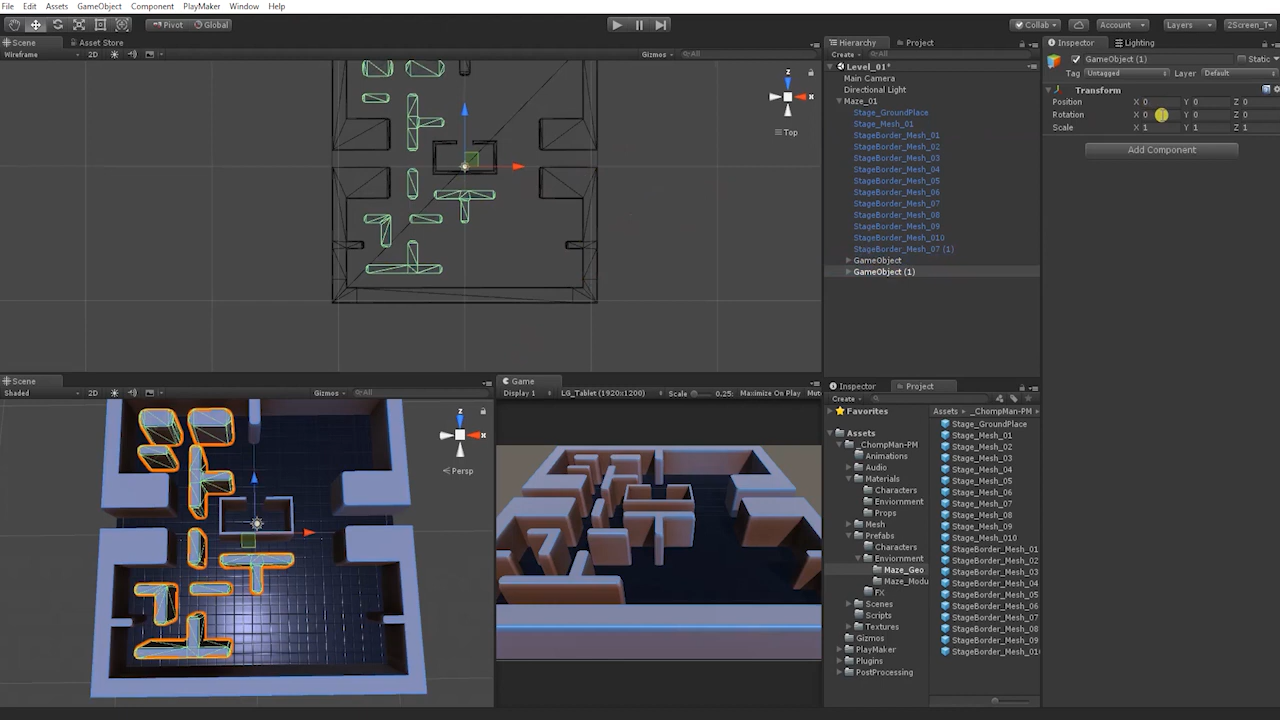 File Edit Assets GameObject Component PlayMaker Window Help
Pivot Global Collab Account Layers 2Screen_T
Scene Asset Store
Wireframe 2D Gizmos All
z x Top
Hierarchy Project
Create All
Level_01*
Main Camera
Directional Light
Maze_01
Stage_GroundPlace
Stage_Mesh_01
StageBorder_Mesh_01
StageBorder_Mesh_02
StageBorder_Mesh_03
StageBorder_Mesh_04
StageBorder_Mesh_05
StageBorder_Mesh_06
StageBorder_Mesh_07
StageBorder_Mesh_08
StageBorder_Mesh_09
StageBorder_Mesh_010
StageBorder_Mesh_07 (1)
GameObject
GameObject (1)
Inspector Lighting
GameObject (1) Static
Tag Untagged Layer Default
Transform
Position X 0 Y 0 Z 0
Rotation X 0 Y 0 Z 0
Scale X 1 Y 1 Z 1
Add Component
Scene
Shaded 2D Gizmos All
z x Persp
Game
Display 1 LG_Tablet (1920x1200) Scale 0.25: Maximize On Play Mute
Inspector Project
Create
Favorites
Assets
_ChompMan-PM
Animations
Audio
Materials
Characters
Enviornment
Props
Mesh
Prefabs
Characters
Enviornment
Maze_Geo
Maze_Modu
FX
Scenes
Scripts
Textures
Gizmos
PlayMaker
Plugins
PostProcessing
Assets _ChompMan-PM
Stage_GroundPlace
Stage_Mesh_01
Stage_Mesh_02
Stage_Mesh_03
Stage_Mesh_04
Stage_Mesh_05
Stage_Mesh_06
Stage_Mesh_07
Stage_Mesh_08
Stage_Mesh_09
Stage_Mesh_010
StageBorder_Mesh_01
StageBorder_Mesh_02
StageBorder_Mesh_03
StageBorder_Mesh_04
StageBorder_Mesh_05
StageBorder_Mesh_06
StageBorder_Mesh_07
StageBorder_Mesh_08
StageBorder_Mesh_09
StageBorder_Mesh_01